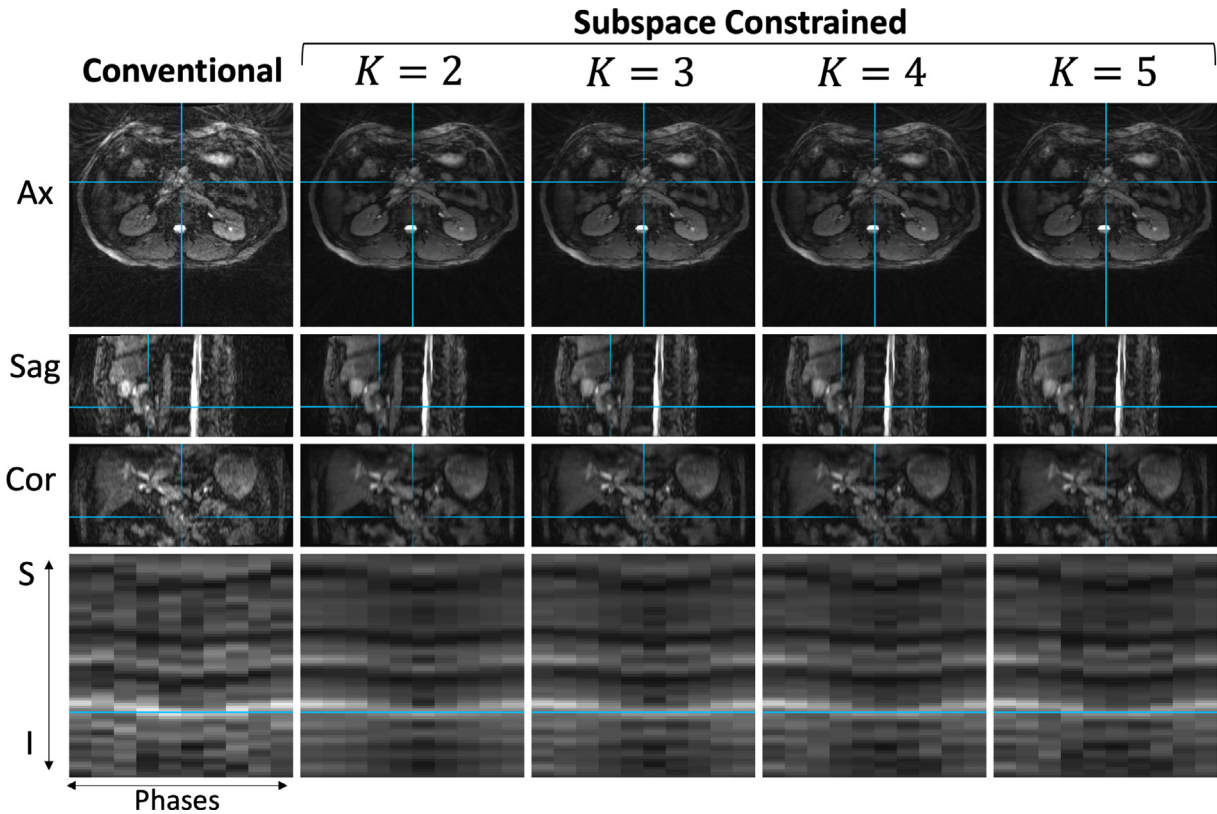 Subspace Constrained
Conventional
K = 2
K = 3
K = 4
K = 5
Ax
Sag
Cor
S
I
Phases